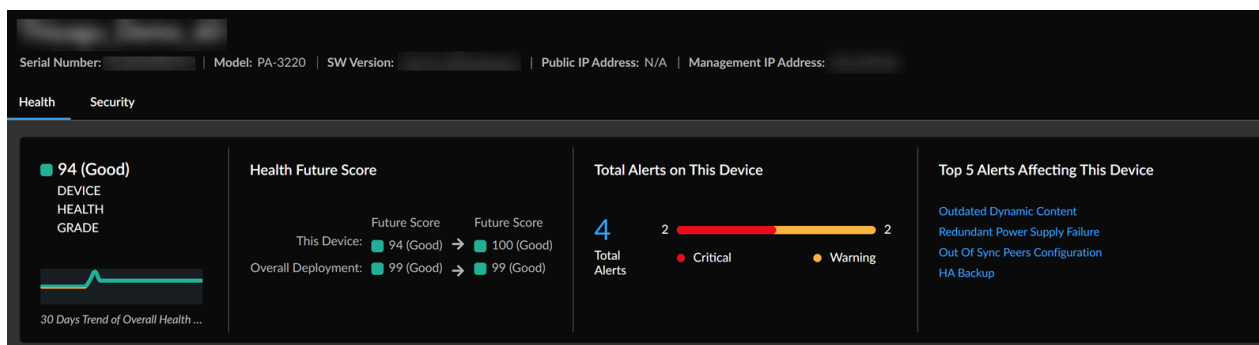 Serial Number: | Model: PA-3220 | SW Version: | Public IP Address: N/A | Management IP Address:
Health Security
94 (Good)
DEVICE
HEALTH
GRADE
30 Days Trend of Overall Health ...
Health Future Score
Future Score Future Score
This Device: 94 (Good) → 100 (Good)
Overall Deployment: 99 (Good) → 99 (Good)
Total Alerts on This Device
4
Total
Alerts
2 2
Critical Warning
Top 5 Alerts Affecting This Device
Outdated Dynamic Content
Redundant Power Supply Failure
Out Of Sync Peers Configuration
HA Backup